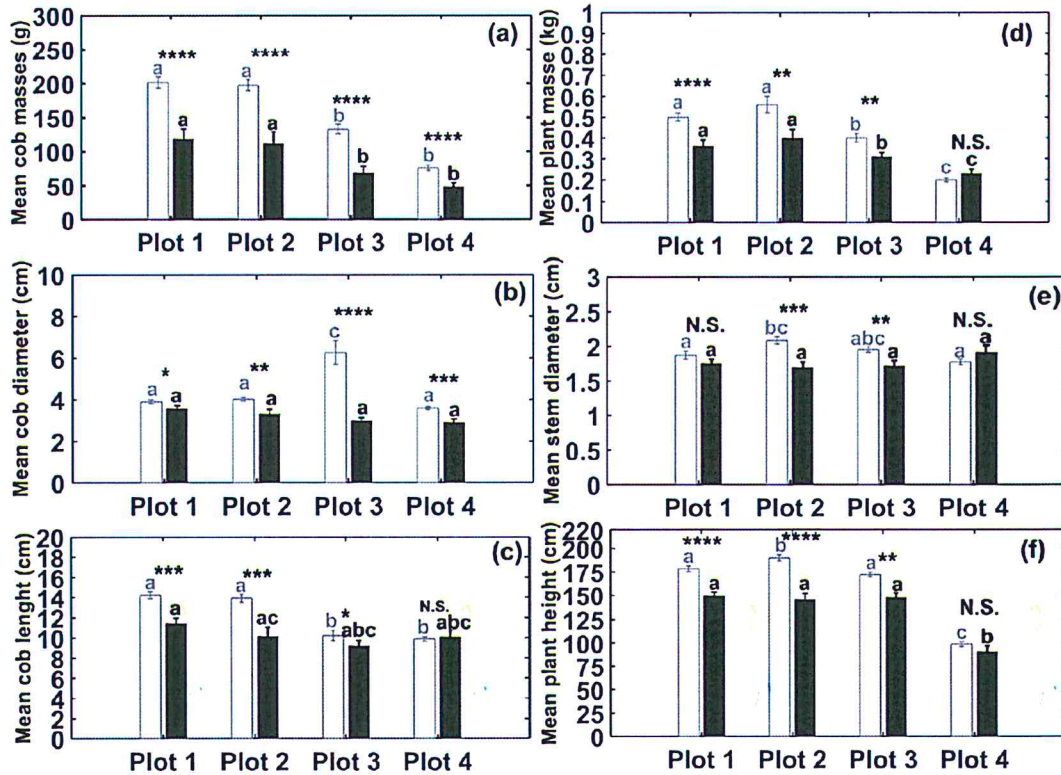 Mean cob masses (g)
300
250
200
150
100
50
0
(a)
**** **** **** ****
a a a a b b b b
Plot 1 Plot 2 Plot 3 Plot 4
Mean cob diameter (cm)
10
8
6
4
2
0
(b)
* ** **** ***
a a a a c a a a
Plot 1 Plot 2 Plot 3 Plot 4
Mean cob lenght (cm)
20
18
16
14
12
10
8
6
4
2
0
(c)
*** *** * N.S.
a a a ac b abc b abc
Plot 1 Plot 2 Plot 3 Plot 4
Mean plant masse (kg)
1
0.9
0.8
0.7
0.6
0.5
0.4
0.3
0.2
0.1
0
(d)
**** ** ** N.S.
a a a a b b c c
Plot 1 Plot 2 Plot 3 Plot 4
Mean stem diameter (cm)
3
2.5
2
1.5
1
0.5
0
(e)
N.S. *** ** N.S.
a a bc a abc a a a
Plot 1 Plot 2 Plot 3 Plot 4
Mean plant height (cm)
220
200
175
150
125
100
75
50
25
0
(f)
**** **** ** N.S.
a a b a a a c b
Plot 1 Plot 2 Plot 3 Plot 4